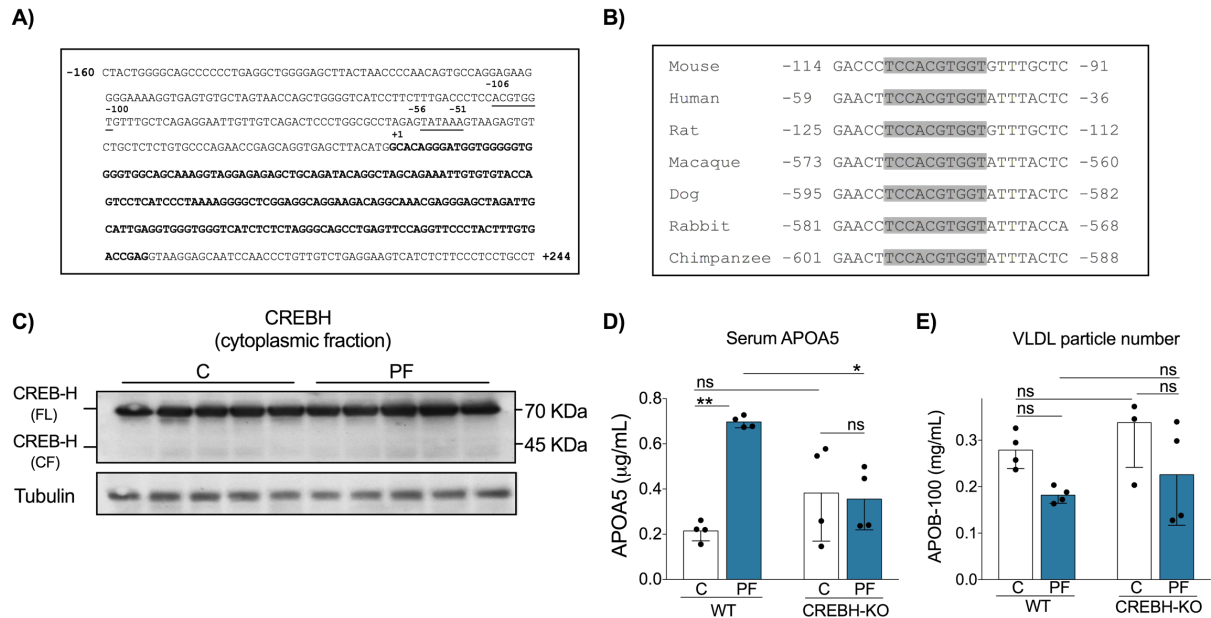 A)
-160 CTACTGGGGCAGCCCCCCTGAGGCTGGGGAGCTTACTAACCCCAACAGTGCCAGGAGAAG
-106
GGGAAAAGGTGAGTGTGCTAGTAACCAGCTGGGGTCATCCTTCTTTGACCCTCCACGTGG
-100 -56 -51
TGTTTGCTCAGAGGAATTGTTGTCAGACTCCCTGGCGCCTAGAGTATAAAGTAAGAGTGT
+1
CTGCTCTCTGTGCCCAGAACCGAGCAGGTGAGCTTACATGGCACAGGGATGGTGGGGGTG
GGGTGGCAGCAAAGGTAGGAGAGAGCTGCAGATACAGGCTAGCAGAAATTGTGTGTACCA
GTCCTCATCCCTAAAAGGGGCTCGGAGGCAGGAAGACAGGCAAACGAGGGAGCTAGATTG
CATTGAGGTGGGTGGGTCATCTCTCTAGGGCAGCCTGAGTTCCAGGTTCCCTACTTTGTG
ACCGAGGTAAGGAGCAATCCAACCCTGTTGTCTGAGGAAGTCATCTCTTCCCTCCTGCCT +244
B)
Mouse -114 GACCCTCCACGTGGTGTTTGCTC -91
Human -59 GAACTTCCACGTGGTATTTGCTC -36
Rat -125 GAACTTCCACGTGGTGTTTGCTC -112
Macaque -573 GAACCTCCACGTGGTATTTACTC -560
Dog -595 GAACCTCCACGTGGTATTTACTC -582
Rabbit -581 GAACTTCCACGTGGTATTTACCA -568
Chimpanzee -601 GAACTTCCACGTGGTATTTGCTC -588
C)
CREBH
(cytoplasmic fraction)
C PF
CREB-H
(FL)
70 KDa
CREB-H
(CF)
45 KDa
Tubulin
D)
Serum APOA5
*
ns
**
ns
APOA5 (µg/mL)
0.8
0.6
0.4
0.2
0.0
C PF C PF
WT CREBH-KO
E)
VLDL particle number
ns
ns
ns
ns
APOB-100 (mg/mL)
0.3
0.2
0.1
0.0
C PF C PF
WT CREBH-KO